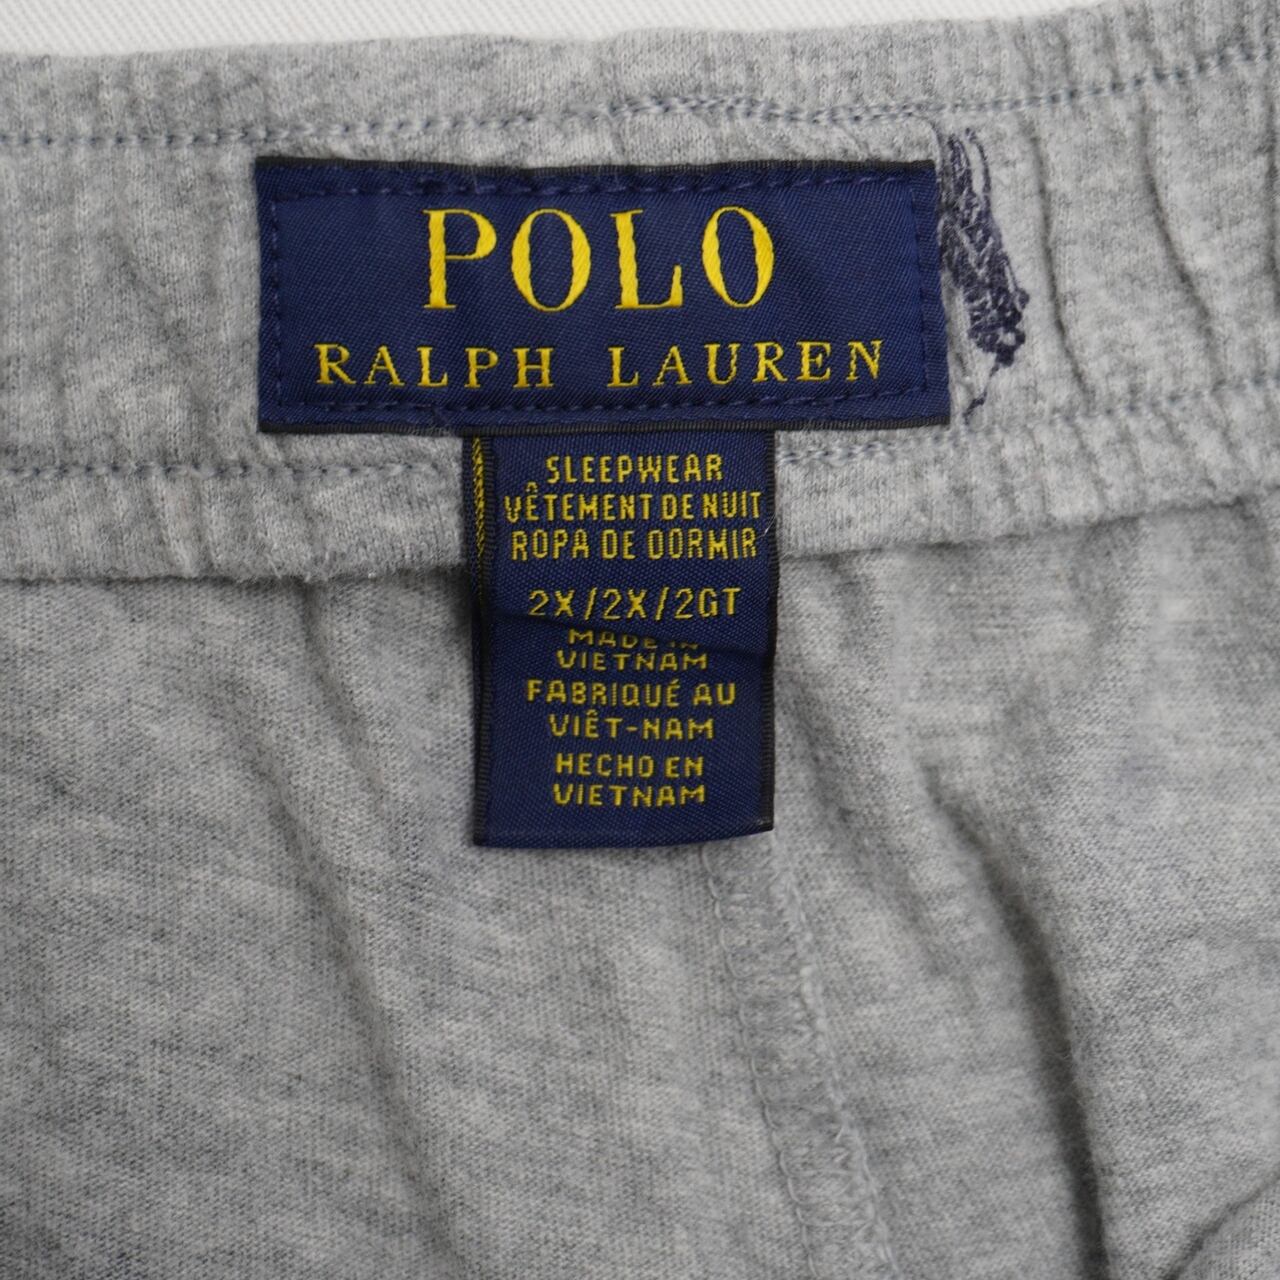 POLO
RALPH LAUREN
SLEEPWEAR
VÊTEMENT DE NUIT
ROPA DE DORMIR
2X/2X/2GT
MADE IN
VIETNAM
FABRIQUÉ AU
VIÊT-NAM
HECHO EN
VIETNAM